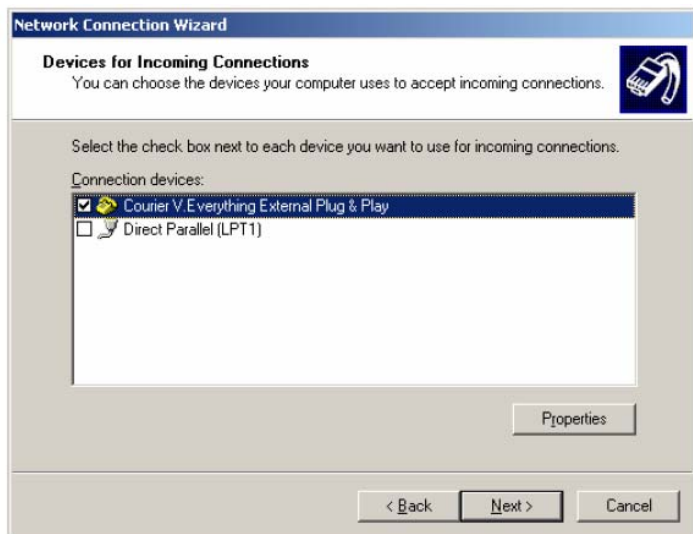 Network Connection Wizard
Devices for Incoming Connections
You can choose the devices your computer uses to accept incoming connections.
Select the check box next to each device you want to use for incoming connections.
Connection devices:
Courier V.Everything External Plug & Play
Direct Parallel (LPT1)
Properties
< Back Next > Cancel